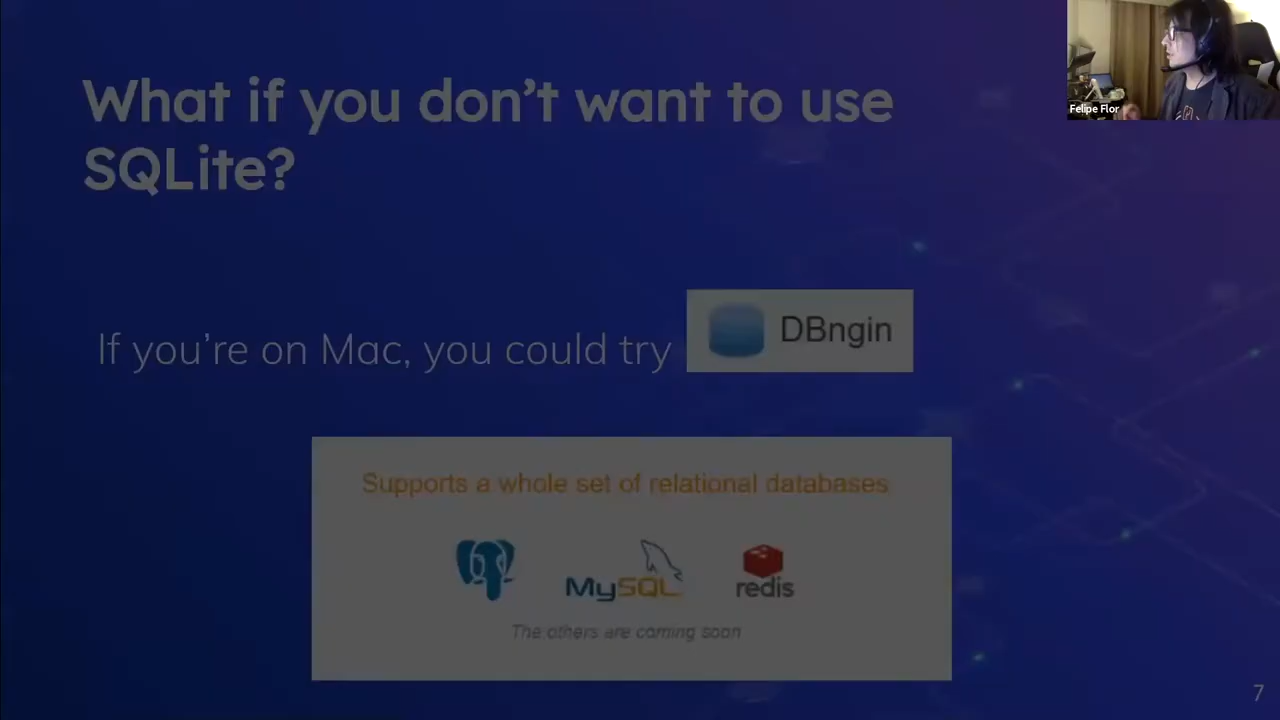 What if you don't want to use
SQLite?
Felipe Flor
If you're on Mac, you could try
DBngin
Supports a whole set of relational databases
MySQL
redis
The others are coming soon
7